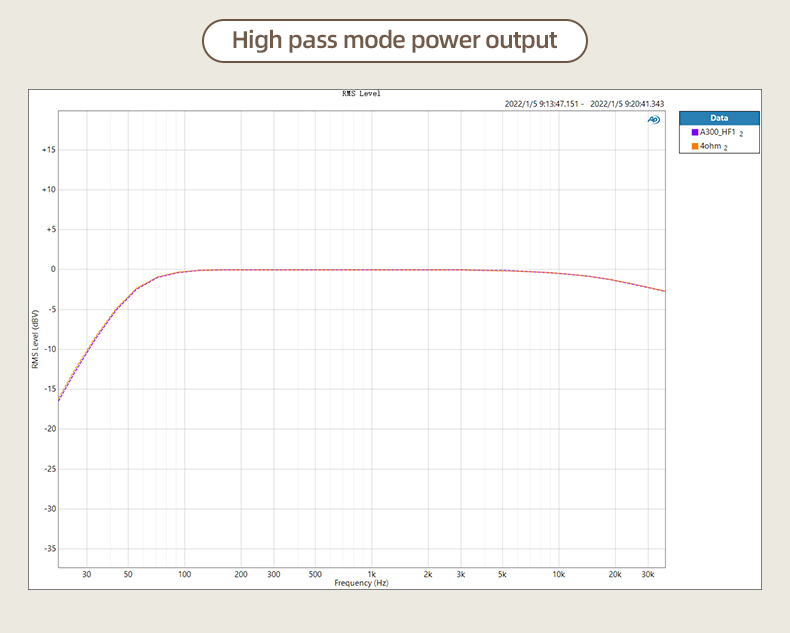 High pass mode power output
RMS Level
2022/1/5 9:13:47.151 - 2022/1/5 9:20:41.343
AP
Data
A300_HF1 2
4ohm 2
+15
+10
+5
0
-5
-10
-15
-20
-25
-30
-35
RMS Level (dBV)
30 50 100 200 300 500 1k 2k 3k 5k 10k 20k 30k
Frequency (Hz)